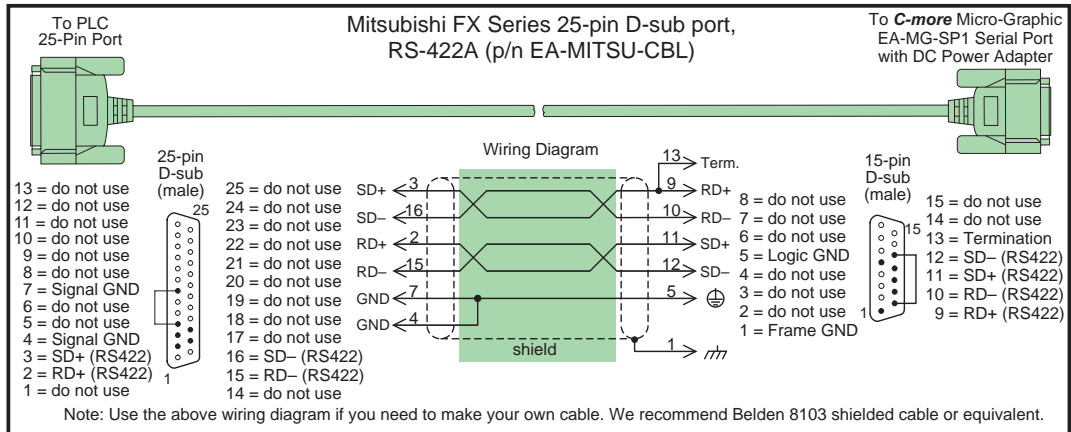 To PLC
25-Pin Port
Mitsubishi FX Series 25-pin D-sub port,
RS-422A (p/n EA-MITSU-CBL)
To C-more Micro-Graphic
EA-MG-SP1 Serial Port
with DC Power Adapter
25-pin
D-sub
(male)
13 = do not use
12 = do not use
11 = do not use
10 = do not use
9 = do not use
8 = do not use
7 = Signal GND
6 = do not use
5 = do not use
4 = Signal GND
3 = SD+ (RS422)
2 = RD+ (RS422)
1 = do not use
25
1
25 = do not use
24 = do not use
23 = do not use
22 = do not use
21 = do not use
20 = do not use
19 = do not use
18 = do not use
17 = do not use
16 = SD– (RS422)
15 = RD– (RS422)
14 = do not use
Wiring Diagram
SD+ 3
SD– 16
RD+ 2
RD– 15
GND 7
GND 4
shield
13 Term.
9 RD+
10 RD–
11 SD+
12 SD–
5
1
8 = do not use
7 = do not use
6 = do not use
5 = Logic GND
4 = do not use
3 = do not use
2 = do not use
1 = Frame GND
15-pin
D-sub
(male)
15
1
15 = do not use
14 = do not use
13 = Termination
12 = SD– (RS422)
11 = SD+ (RS422)
10 = RD– (RS422)
9 = RD+ (RS422)
Note: Use the above wiring diagram if you need to make your own cable. We recommend Belden 8103 shielded cable or equivalent.